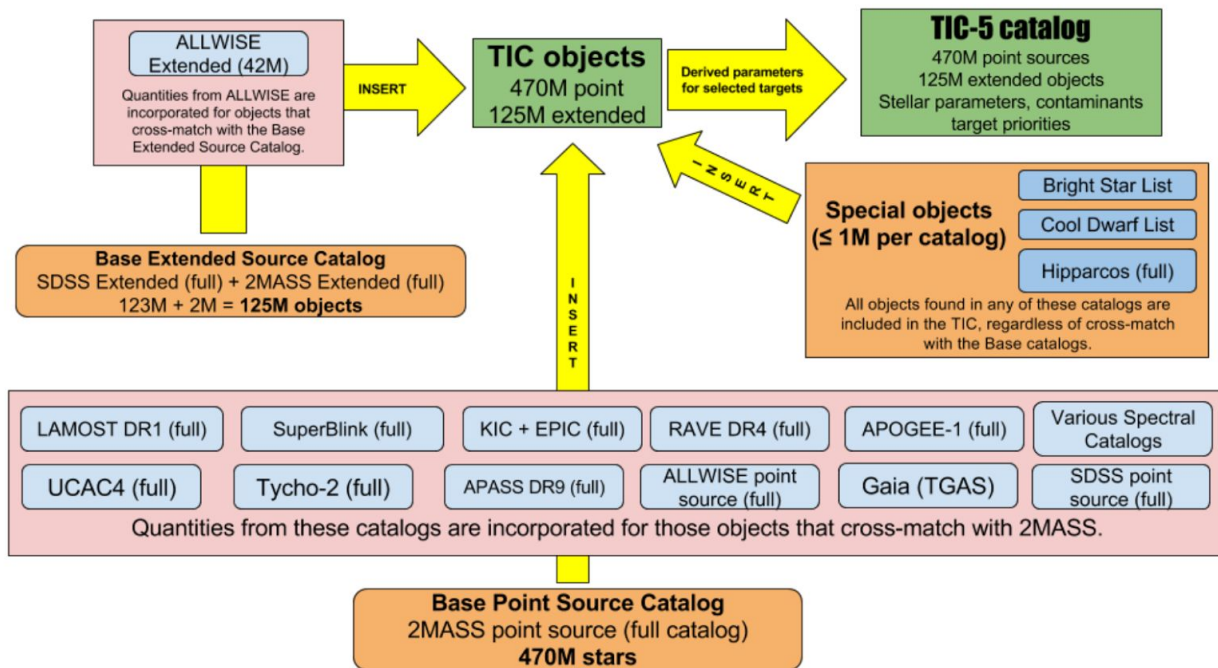 ALLWISE
Extended (42M)
Quantities from ALLWISE are
incorporated for objects that
cross-match with the Base
Extended Source Catalog.
INSERT
TIC objects
470M point
125M extended
Derived parameters
for selected targets
TIC-5 catalog
470M point sources
125M extended objects
Stellar parameters, contaminants
target priorities
INSERT
Special objects
(≤ 1M per catalog)
Bright Star List
Cool Dwarf List
Hipparcos (full)
All objects found in any of these catalogs are
included in the TIC, regardless of cross-match
with the Base catalogs.
Base Extended Source Catalog
SDSS Extended (full) + 2MASS Extended (full)
123M + 2M = 125M objects
INSERT
LAMOST DR1 (full)
SuperBlink (full)
KIC + EPIC (full)
RAVE DR4 (full)
APOGEE-1 (full)
Various Spectral
Catalogs
UCAC4 (full)
Tycho-2 (full)
APASS DR9 (full)
ALLWISE point
source (full)
Gaia (TGAS)
SDSS point
source (full)
Quantities from these catalogs are incorporated for those objects that cross-match with 2MASS.
Base Point Source Catalog
2MASS point source (full catalog)
470M stars